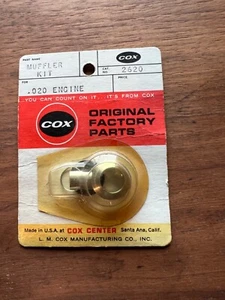 PART NAME
MUFFLER
KIT
COX
CAT. NO.
2620
FOR
.020 ENGINE
YOU CAN COUNT ON IT...IT'S FROM COX
COX
ORIGINAL
FACTORY
PARTS
Made in U.S.A. at COX CENTER Santa Ana, Calif.
L. M. COX MANUFACTURING CO., INC.